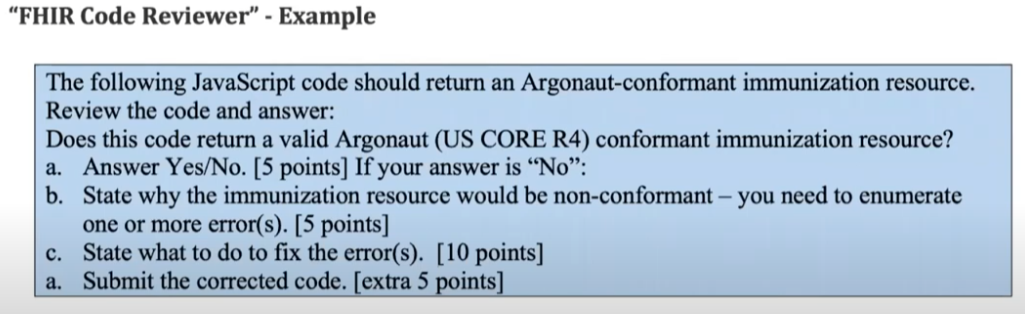 “FHIR Code Reviewer” - Example
The following JavaScript code should return an Argonaut-conformant immunization resource.
Review the code and answer:
Does this code return a valid Argonaut (US CORE R4) conformant immunization resource?
a. Answer Yes/No. [5 points] If your answer is “No”:
b. State why the immunization resource would be non-conformant – you need to enumerate
one or more error(s). [5 points]
c. State what to do to fix the error(s). [10 points]
a. Submit the corrected code. [extra 5 points]